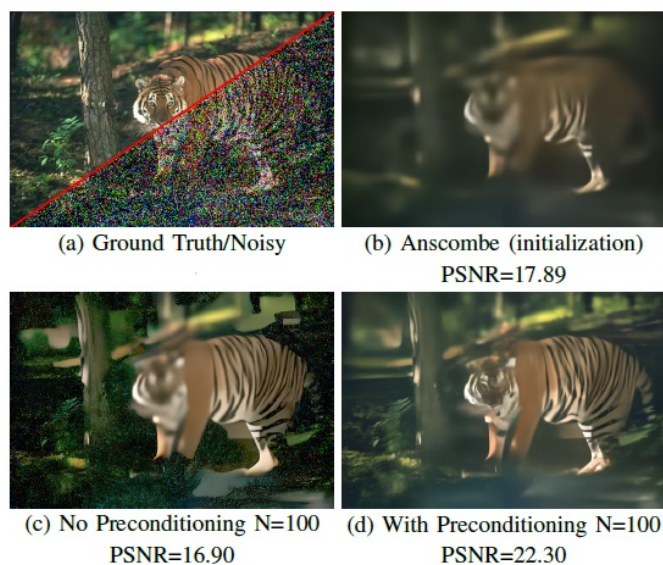 (a) Ground Truth/Noisy
(b) Anscombe (initialization)
PSNR=17.89
(c) No Preconditioning N=100
PSNR=16.90
(d) With Preconditioning N=100
PSNR=22.30